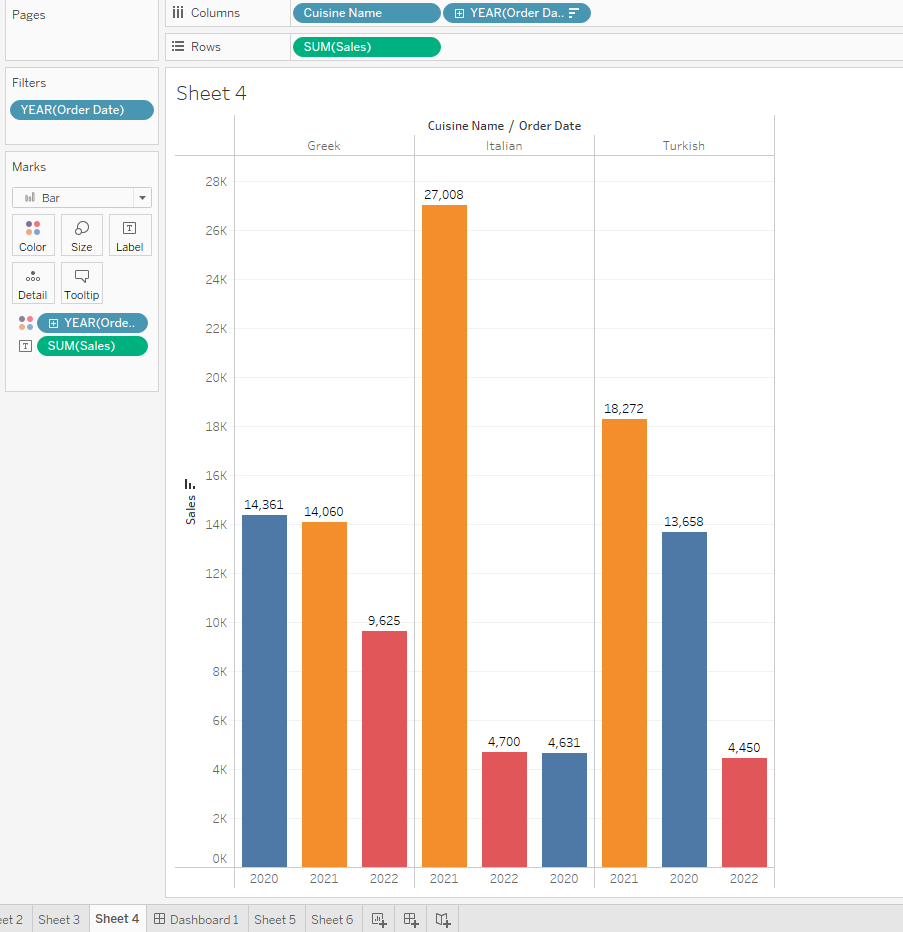 Pages
Columns
Cuisine Name
YEAR(Order Da..
Rows
SUM(Sales)
Filters
YEAR(Order Date)
Marks
Bar
Color
Size
Label
Detail
Tooltip
YEAR(Orde..
SUM(Sales)
Sheet 4
Cuisine Name / Order Date
Greek
Italian
Turkish
Sales
28K
26K
24K
22K
20K
18K
16K
14K
12K
10K
8K
6K
4K
2K
0K
14,361
14,060
9,625
27,008
4,700
4,631
18,272
13,658
4,450
2020
2021
2022
2021
2022
2020
2021
2020
2022
eet 2
Sheet 3
Sheet 4
Dashboard 1
Sheet 5
Sheet 6